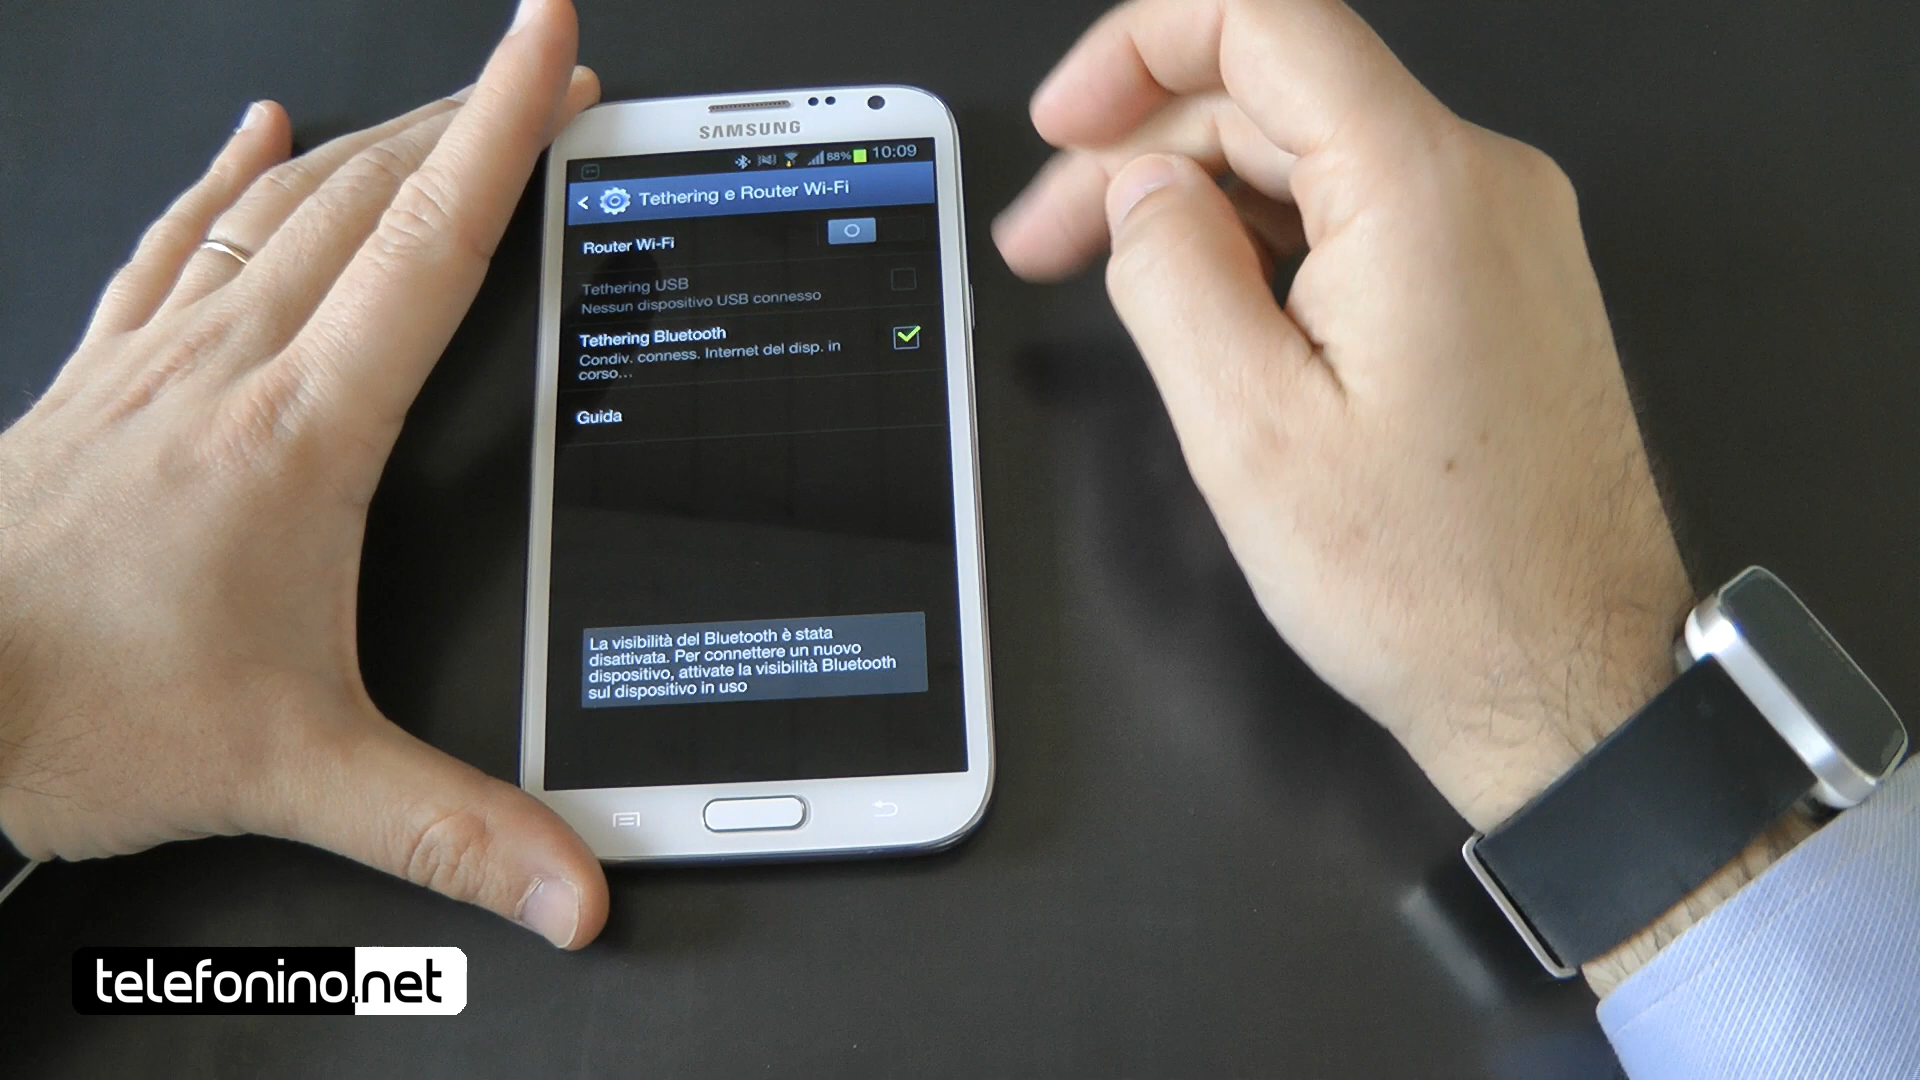 SAMSUNG
88% 10:09
Tethering e Router Wi-Fi
Router Wi-Fi
Tethering USB
Nessun dispositivo USB connesso
Tethering Bluetooth
Condiv. conness. Internet del disp. in
corso...
Guida
La visibilità del Bluetooth è stata
disattivata. Per connettere un nuovo
dispositivo, attivate la visibilità Bluetooth
sul dispositivo in uso
telefonino.net